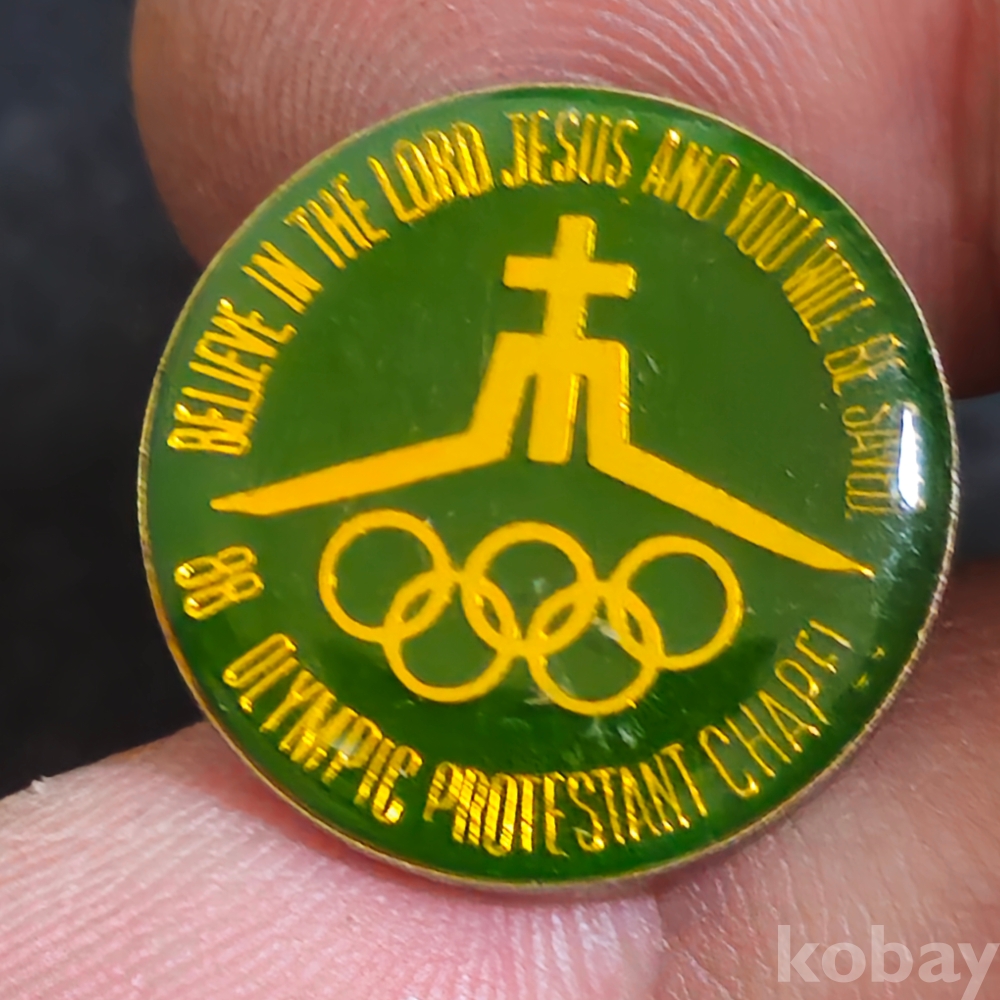 BELIEVE IN THE LORD JESUS AND YOU WILL BE SAVED
88 OLYMPIC PROTESTANT CHAPEL
kobay